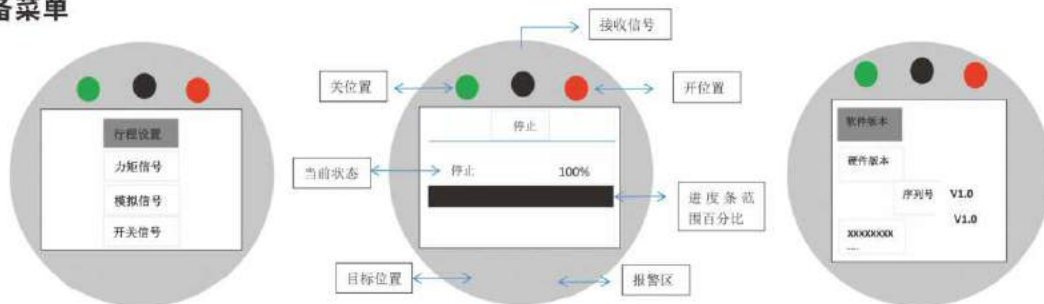 备菜单
接收信号
关位置
开位置
停止
当前状态
停止 100%
进度条范
围百分比
目标位置
报警区
行程设置
力矩信号
模拟信号
开关信号
软件版本
硬件版本
序列号 V1.0
V1.0
XXXXXXXX